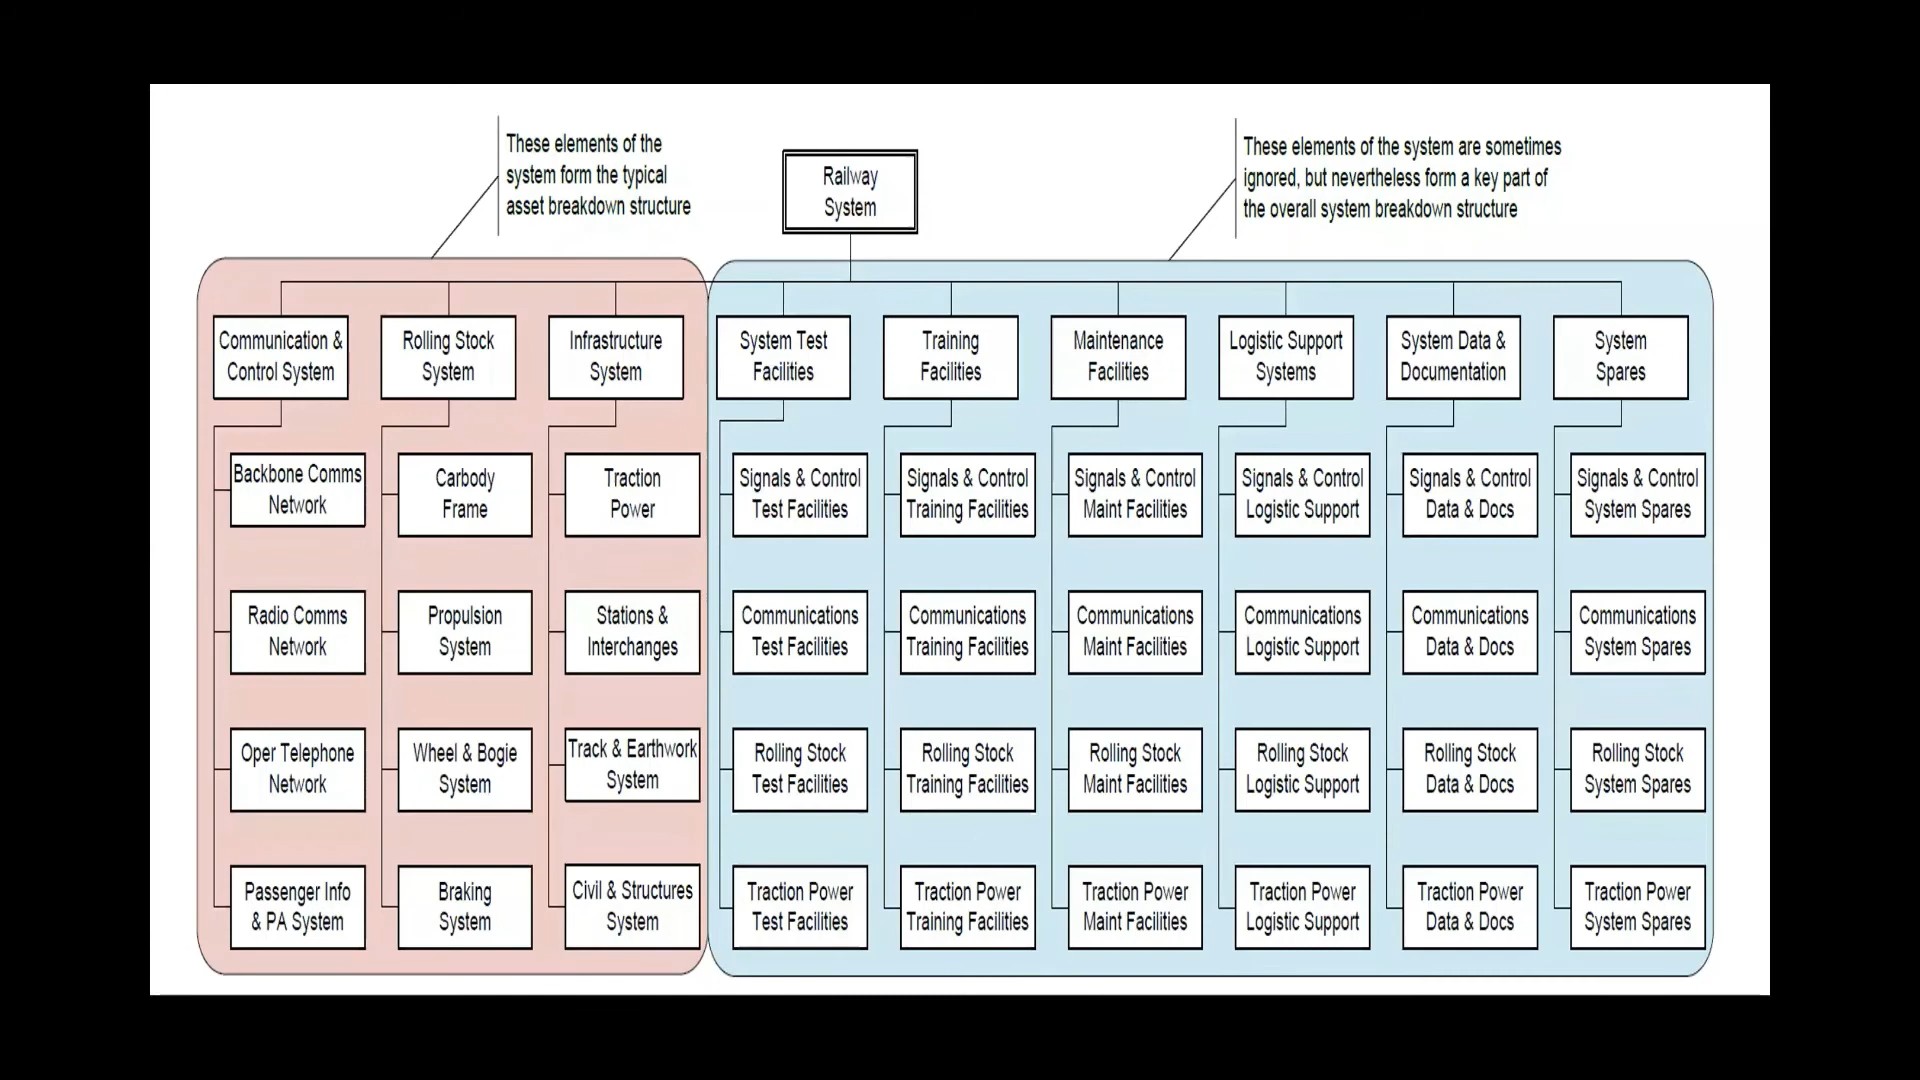 These elements of the
system form the typical
asset breakdown structure
Railway
System
These elements of the system are sometimes
ignored, but nevertheless form a key part of
the overall system breakdown structure
Communication &
Control System
Rolling Stock
System
Infrastructure
System
System Test
Facilities
Training
Facilities
Maintenance
Facilities
Logistic Support
Systems
System Data &
Documentation
System
Spares
Backbone Comms
Network
Carbody
Frame
Traction
Power
Signals & Control
Test Facilities
Signals & Control
Training Facilities
Signals & Control
Maint Facilities
Signals & Control
Logistic Support
Signals & Control
Data & Docs
Signals & Control
System Spares
Radio Comms
Network
Propulsion
System
Stations &
Interchanges
Communications
Test Facilities
Communications
Training Facilities
Communications
Maint Facilities
Communications
Logistic Support
Communications
Data & Docs
Communications
System Spares
Oper Telephone
Network
Wheel & Bogie
System
Track & Earthwork
System
Rolling Stock
Test Facilities
Rolling Stock
Training Facilities
Rolling Stock
Maint Facilities
Rolling Stock
Logistic Support
Rolling Stock
Data & Docs
Rolling Stock
System Spares
Passenger Info
& PA System
Braking
System
Civil & Structures
System
Traction Power
Test Facilities
Traction Power
Training Facilities
Traction Power
Maint Facilities
Traction Power
Logistic Support
Traction Power
Data & Docs
Traction Power
System Spares